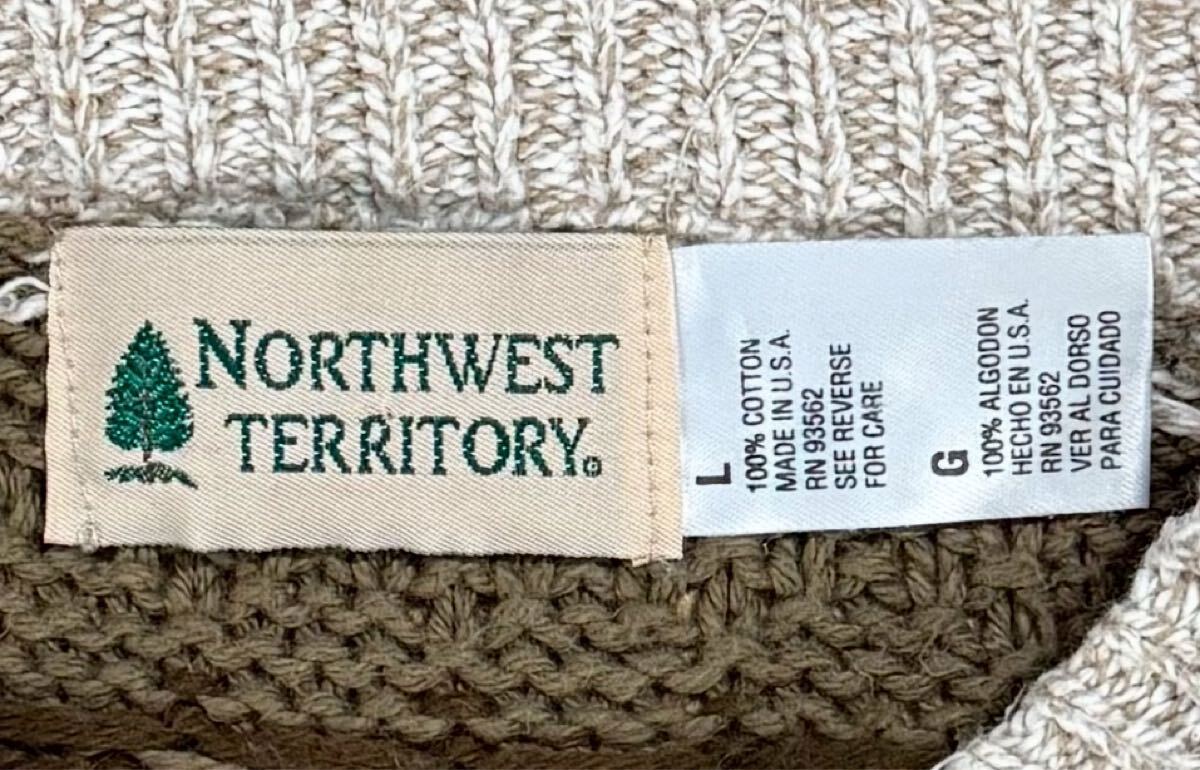 NORTHWEST
TERRITORY®
L
100% COTTON
MADE IN U.S.A.
RN 93562
SEE REVERSE
FOR CARE
G
100% ALGODON
HECHO EN U.S.A.
RN 93562
VER AL DORSO
PARA CUIDADO